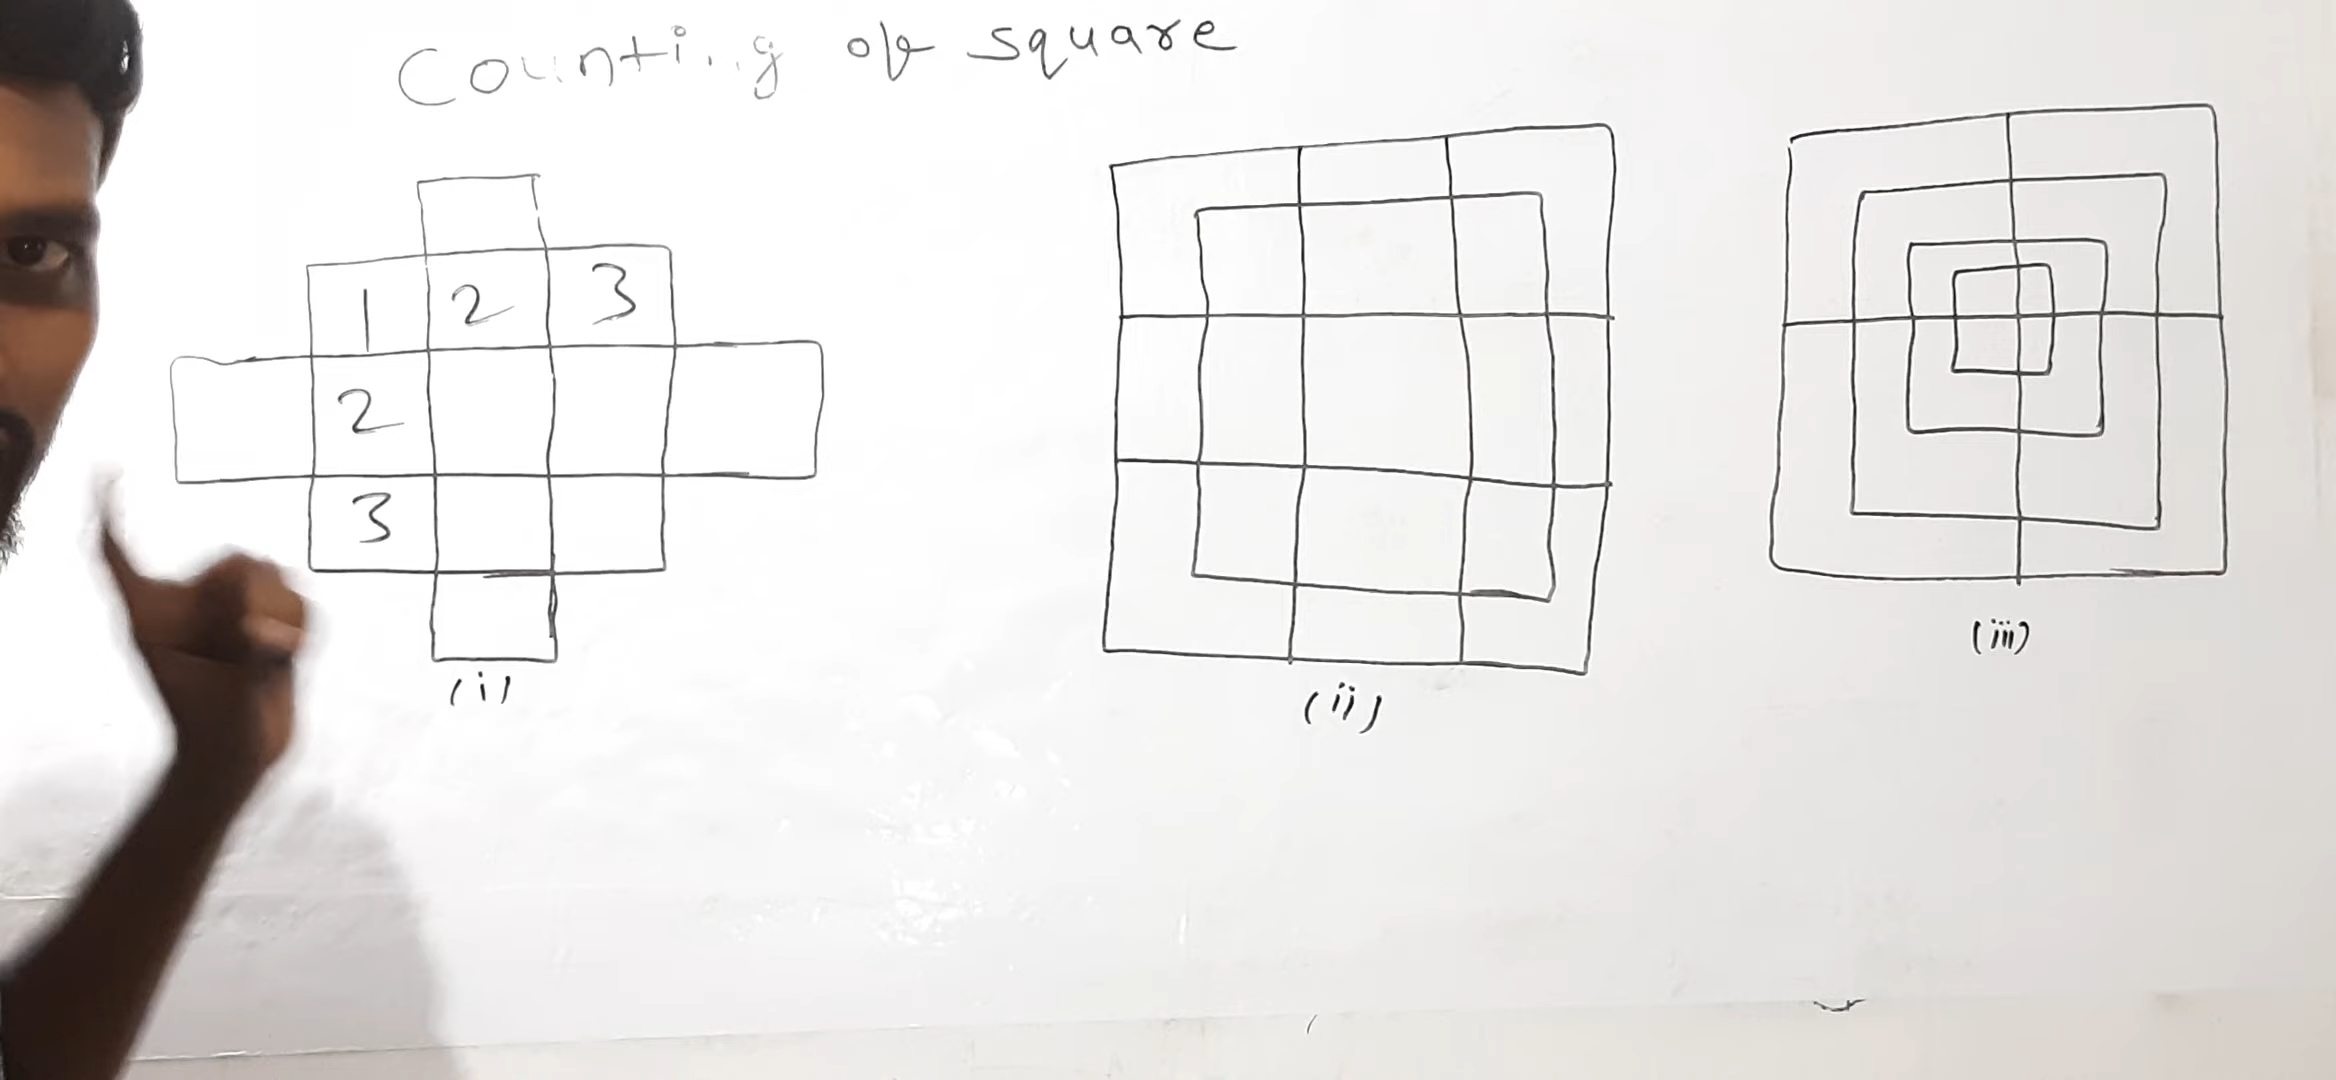 Counting of square
1 2 3
2
3
(i)
(ii)
(iii)